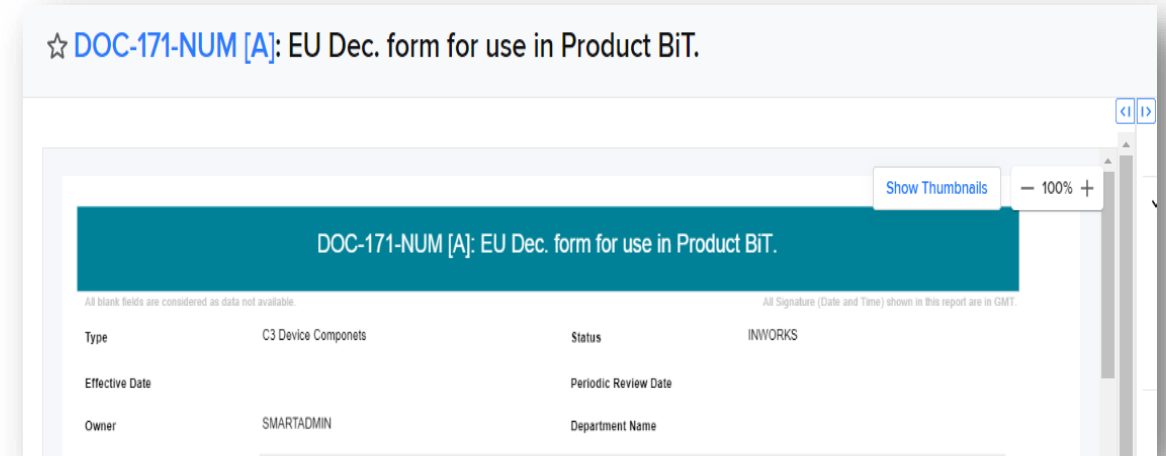 ☆ DOC-171-NUM [A]: EU Dec. form for use in Product BiT.
Show Thumbnails — 100% +
DOC-171-NUM [A]: EU Dec. form for use in Product BiT.
All blank fields are considered as data not available. All Signature (Date and Time) shown in this report are in GMT.
Type C3 Device Componets Status INWORKS
Effective Date Periodic Review Date
Owner SMARTADMIN Department Name